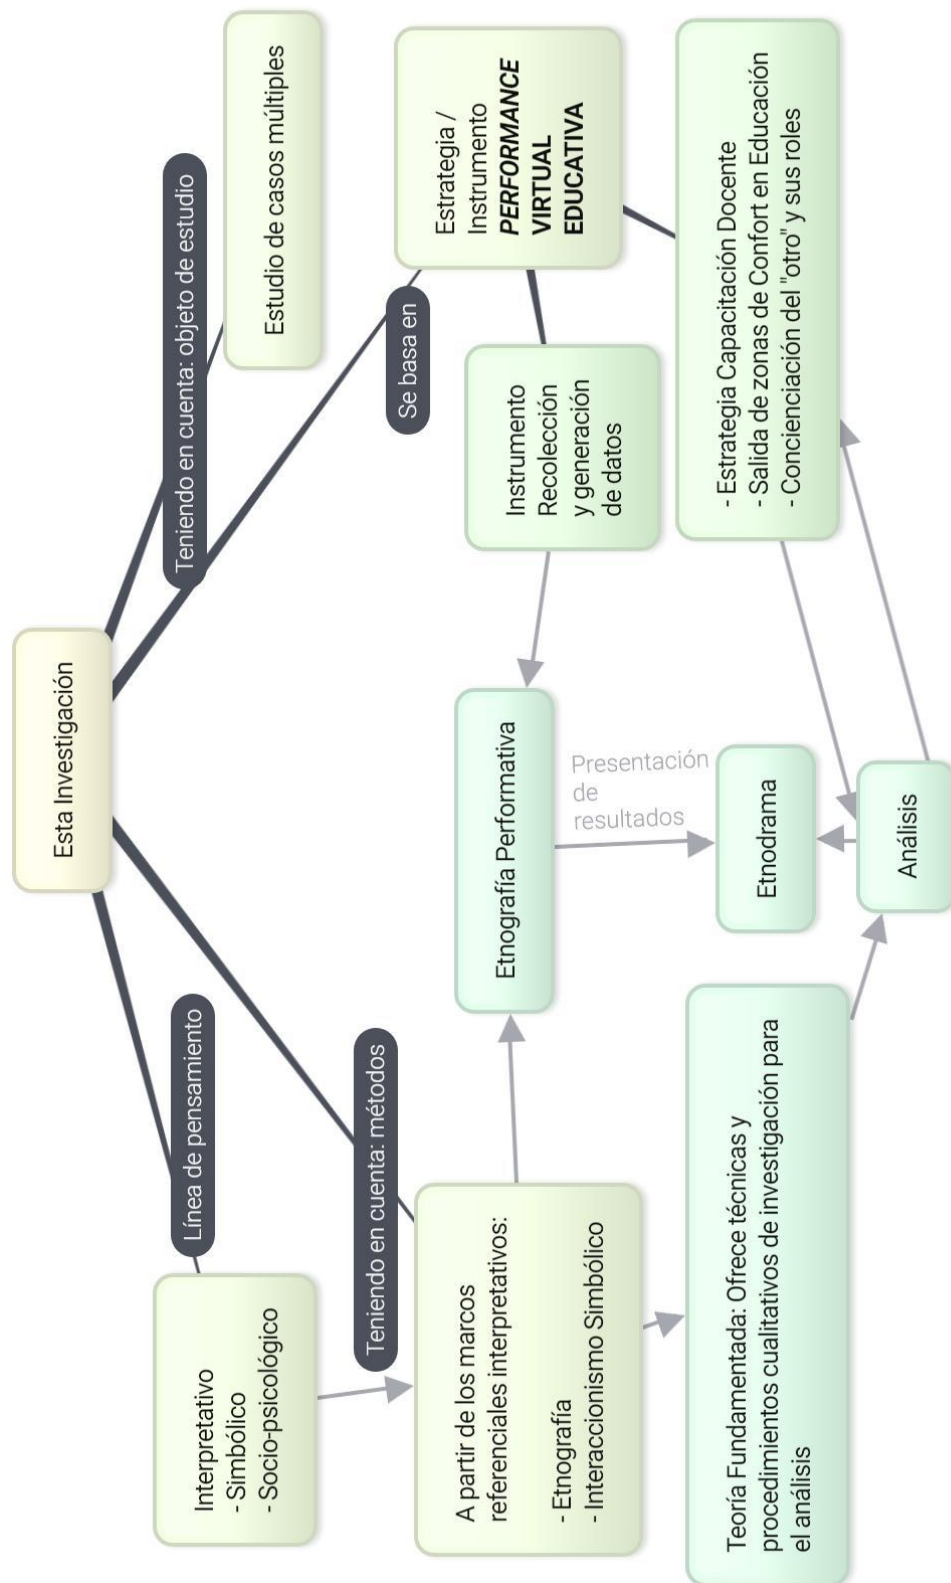 Esta Investigación
Línea de pensamiento
Teniendo en cuenta: objeto de estudio
Interpretativo
- Simbólico
- Socio-psicológico
Estudio de casos múltiples
Teniendo en cuenta: métodos
Se basa en
A partir de los marcos
referenciales interpretativos:
- Etnografía
- Interaccionismo Simbólico
Etnografía Performativa
Instrumento
Recolección
y generación
de datos
Estrategia /
Instrumento
PERFORMANCE
VIRTUAL
EDUCATIVA
Presentación
de
resultados
Teoría Fundamentada: Ofrece técnicas y
procedimientos cualitativos de investigación para
el análisis
Etnodrama
- Estrategia Capacitación Docente
- Salida de zonas de Confort en Educación
- Concienciación del "otro" y sus roles
Análisis